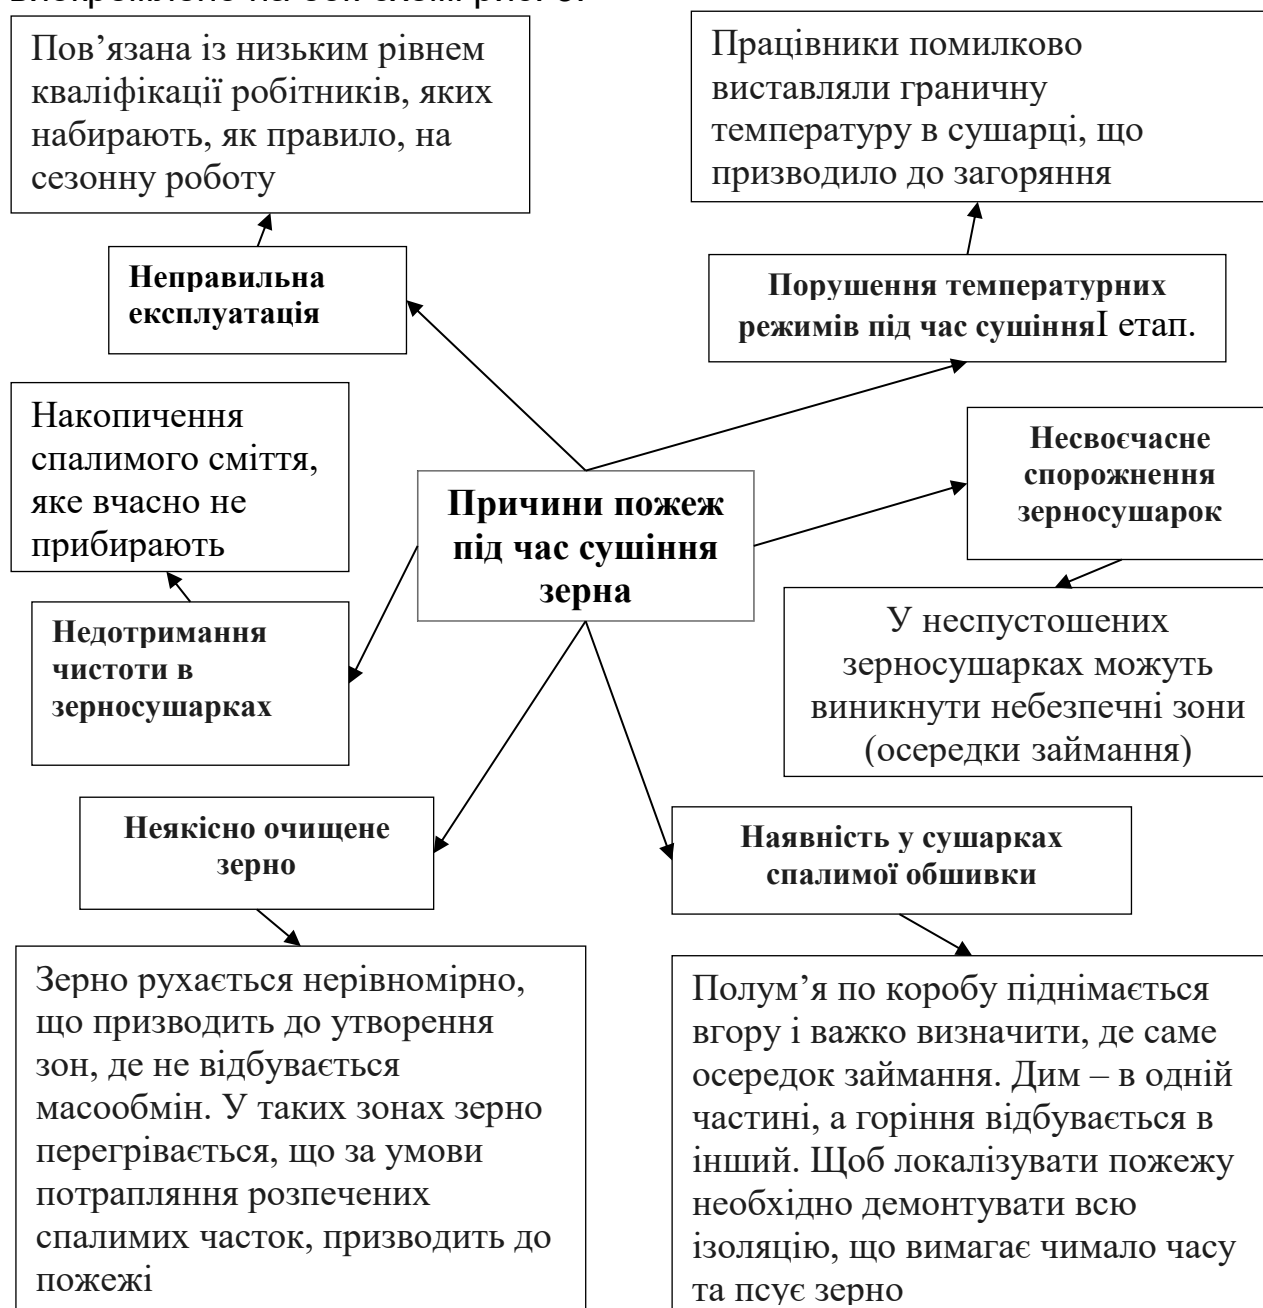 Пов’язана із низьким рівнем
кваліфікації робітників, яких
набирають, як правило, на
сезонну роботу
Працівники помилково
виставляли граничну
температуру в сушарці, що
призводило до загоряння
Неправильна
експлуатація
Порушення температурних
режимів під час сушінняІ етап.
Накопичення
спалимого сміття,
яке вчасно не
прибирають
Причини пожеж
під час сушіння
зерна
Несвоєчасне
спорожнення
зерносушарок
Недотримання
чистоти в
зерносушарках
У неспустошених
зерносушарках можуть
виникнути небезпечні зони
(осередки займання)
Неякісно очищене
зерно
Наявність у сушарках
спалимої обшивки
Зерно рухається нерівномірно,
що призводить до утворення
зон, де не відбувається
масообмін. У таких зонах зерно
перегрівається, що за умови
потрапляння розпечених
спалимих часток, призводить до
пожежі
Полум’я по коробу піднімається
вгору і важко визначити, де саме
осередок займання. Дим – в одній
частині, а горіння відбувається в
інший. Щоб локалізувати пожежу
необхідно демонтувати всю
ізоляцію, що вимагає чимало часу
та псує зерно